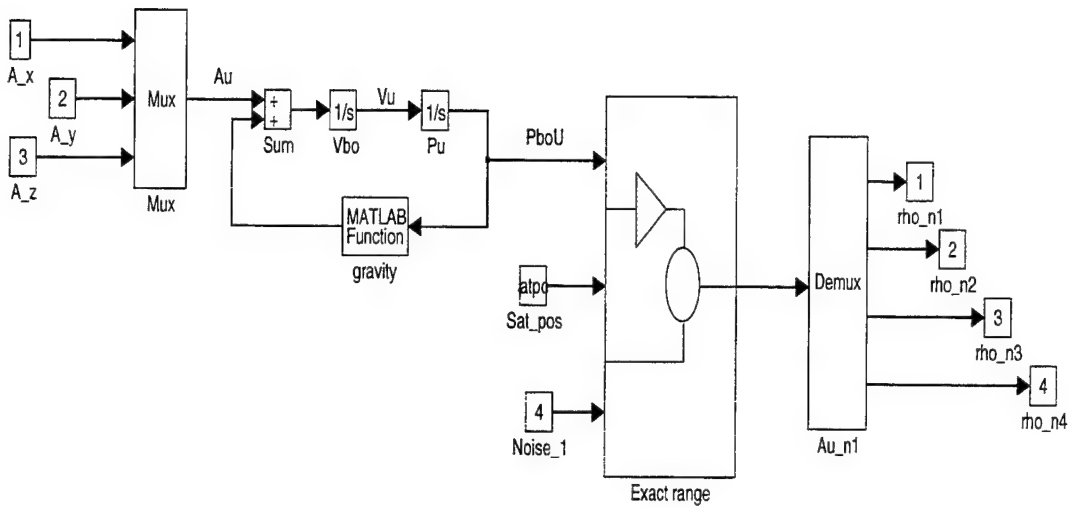 1
A_x
2
A_y
3
A_z
Mux
Mux
Au
+
+
Sum
1/s
Vbo
Vu
1/s
Pu
MATLAB
Function
gravity
PboU
atpo
Sat_pos
4
Noise_1
Exact range
Demux
Au_n1
1
rho_n1
2
rho_n2
3
rho_n3
4
rho_n4